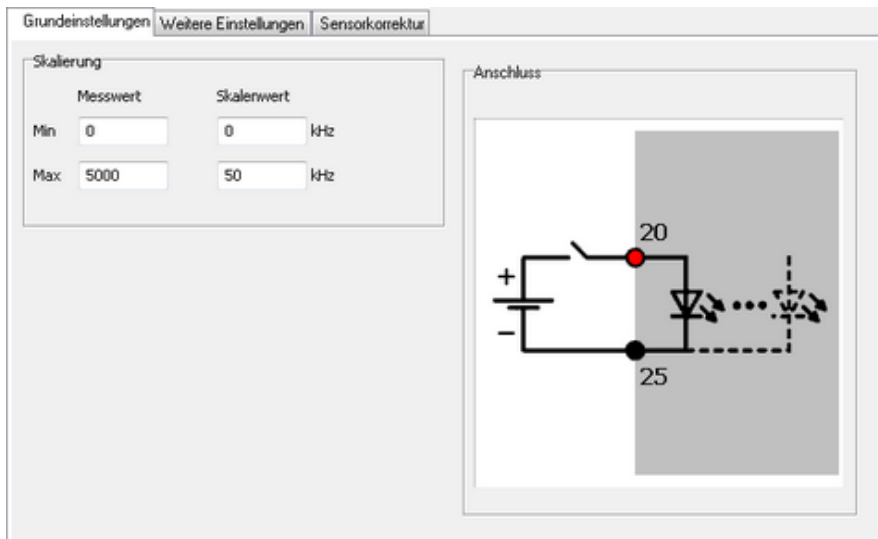 Grundeinstellungen Weitere Einstellungen Sensorkorrektur
Skalierung
Messwert Skalenwert
Min 0 0 kHz
Max 5000 50 kHz
Anschluss
20
+
−
25